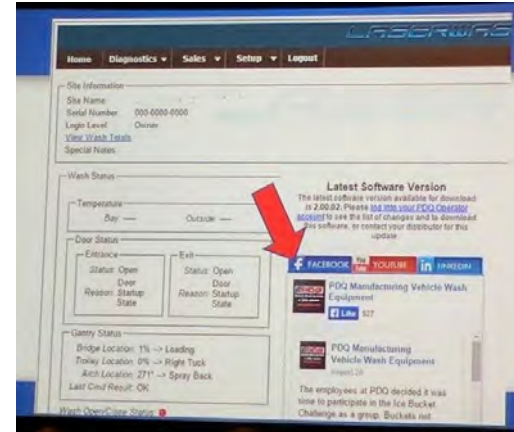 LASERWAS
Home Diagnostics Sales Setup Logout
Site Information
Site Name
Serial Number 000-0000-0000
Login Level Owner
View Wash Totals
Special Notes
Wash Status
Temperature
Bay — Outside —
Door Status
Entrance
Status: Open
Reason: Door Startup State
Exit
Status: Open
Reason: Door Startup State
Gantry Status
Bridge Location: 1% --> Loading
Trolley Location: 0% --> Right Tuck
Arch Location: 271° --> Spray Back
Last Cmd Result: OK
Wash Open/Close Status:
Latest Software Version
The latest software version available for download
is 2.00.02. Please log into your PDQ Operator
account to see the list of changes and to download
this software, or contact your distributor for this
update
FACEBOOK You Tube YOUTUBE in LINKEDIN
PDQ Manufacturing Vehicle Wash
Equipment
Like 527
PDQ Manufacturing
Vehicle Wash Equipment
The employees at PDQ decided it was
time to participate in the Ice Bucket
Challenge as a group. Buckets not